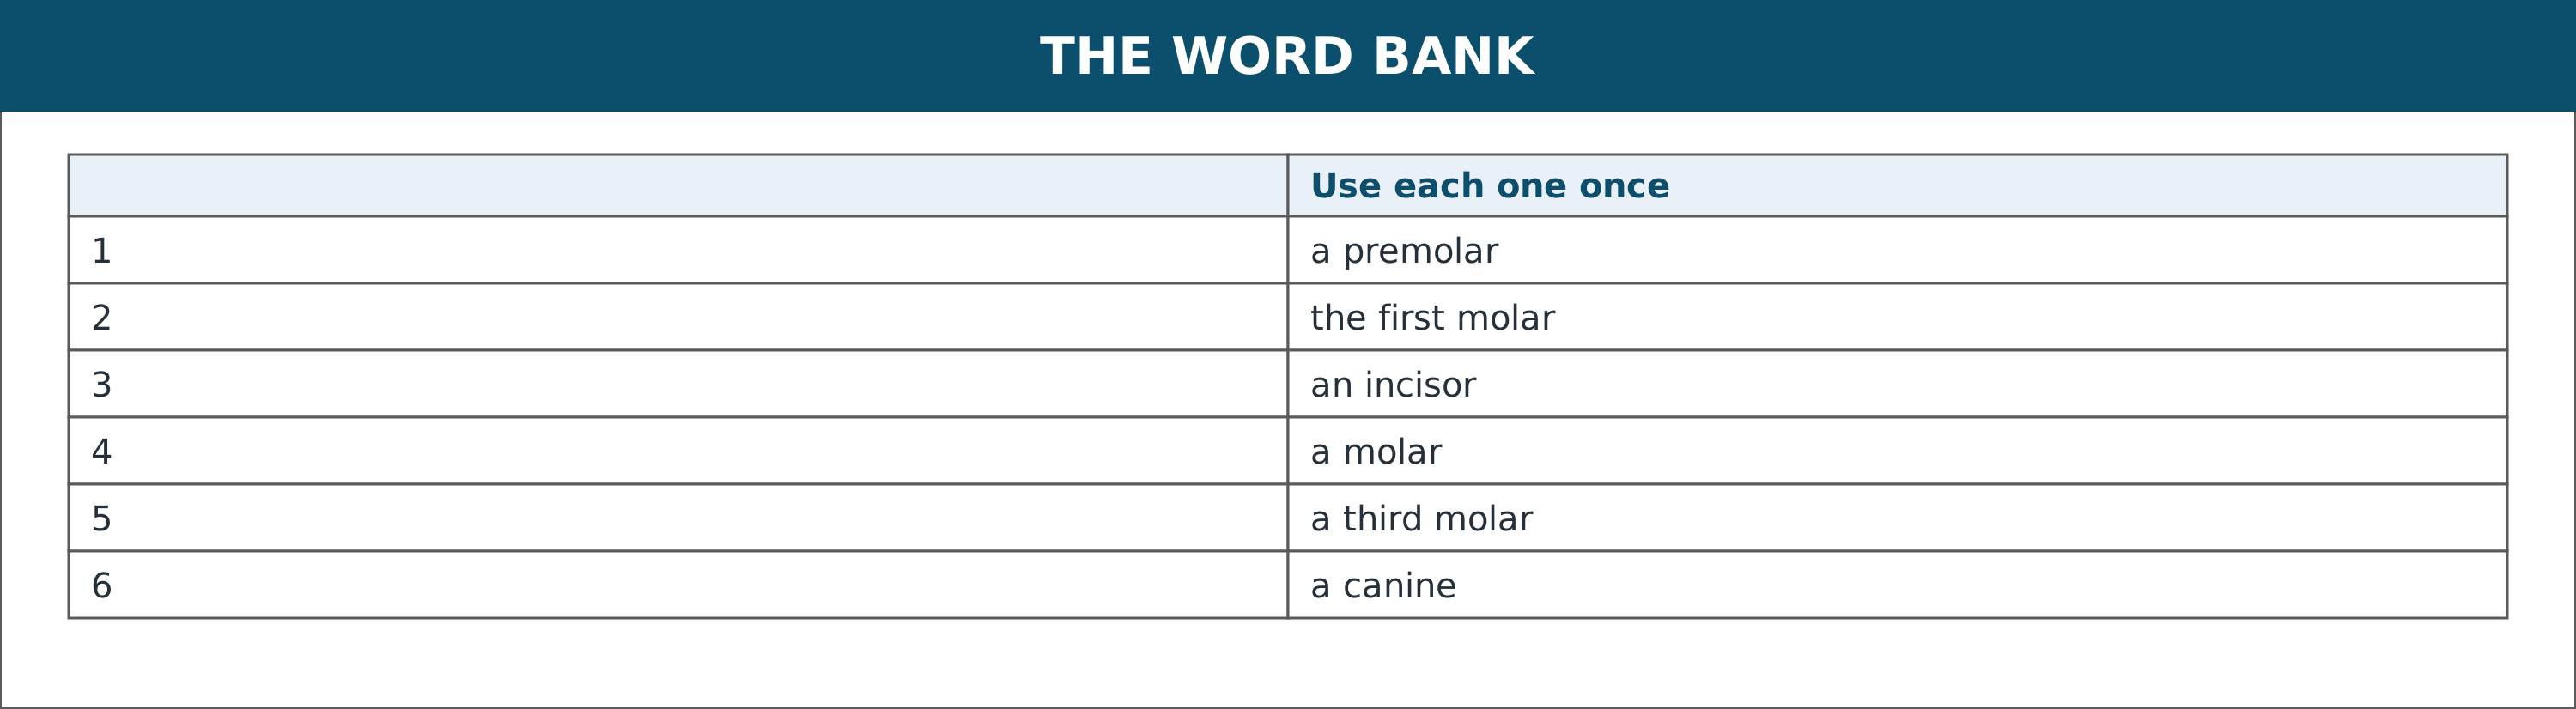 THE WORD BANK
Use each one once
1 a premolar
2 the first molar
3 an incisor
4 a molar
5 a third molar
6 a canine